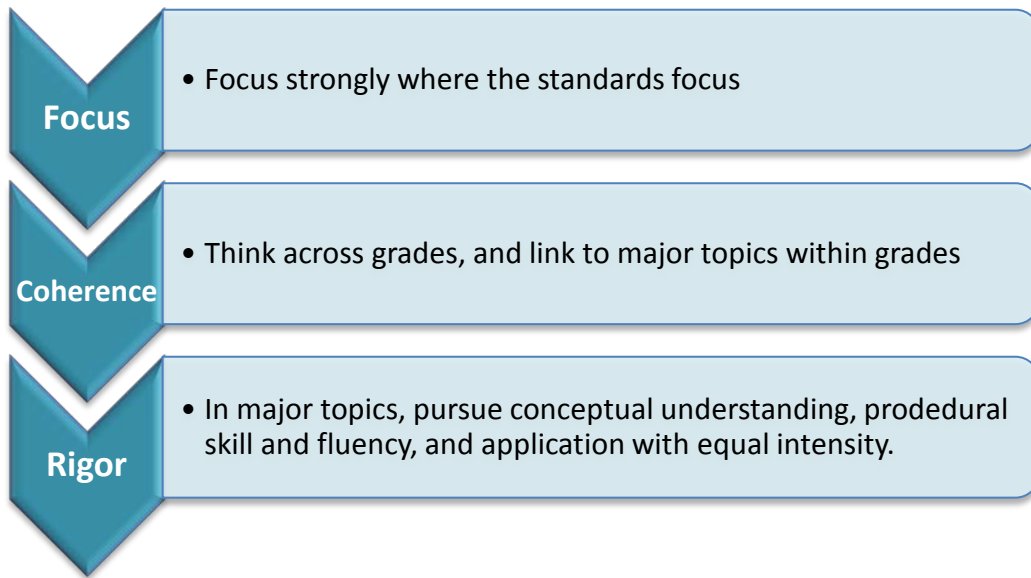 Focus
• Focus strongly where the standards focus
Coherence
• Think across grades, and link to major topics within grades
Rigor
• In major topics, pursue conceptual understanding, prodedural
skill and fluency, and application with equal intensity.